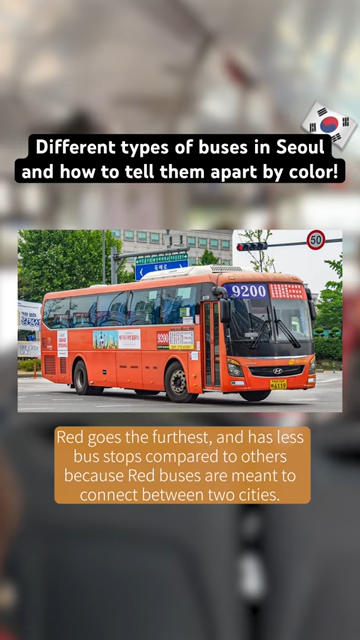 Different types of buses in Seoul
and how to tell them apart by color!
50
9200
9200
Red goes the furthest, and has less
bus stops compared to others
because Red buses are meant to
connect between two cities.